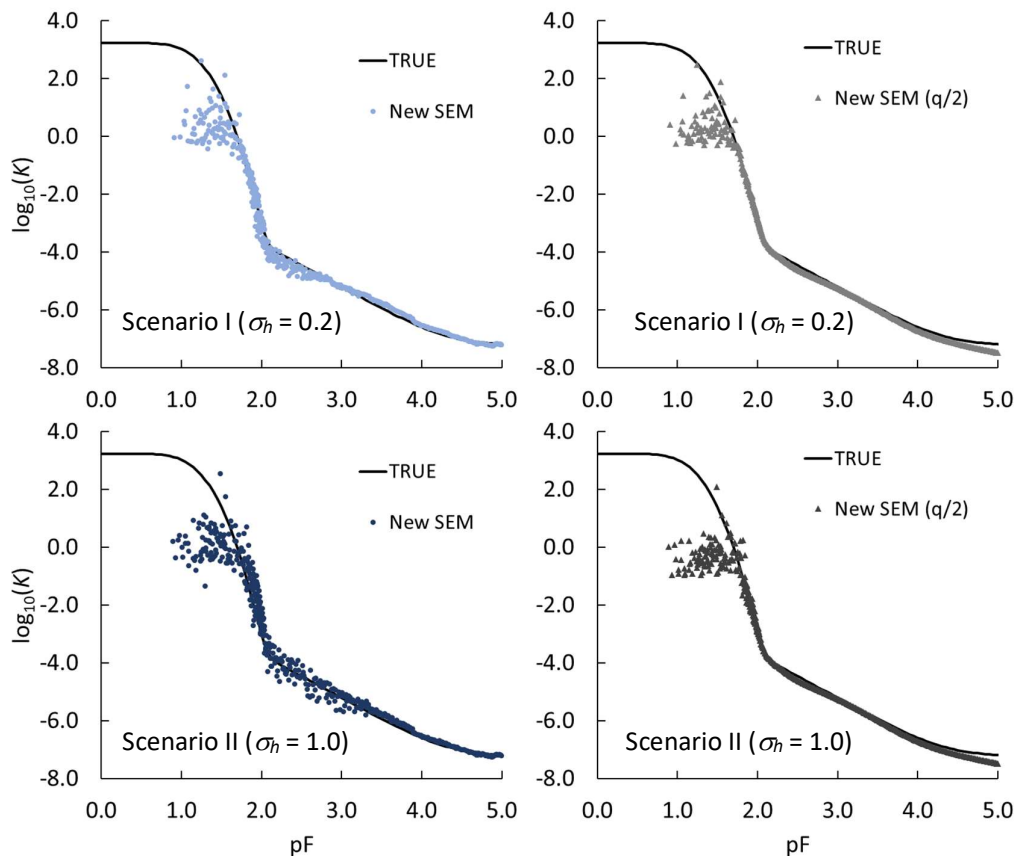 4.0
2.0
0.0
-2.0
-4.0
-6.0
-8.0
log10(K)
TRUE
New SEM
Scenario I (σh = 0.2)
0.0 1.0 2.0 3.0 4.0 5.0
4.0
2.0
0.0
-2.0
-4.0
-6.0
-8.0
TRUE
New SEM (q/2)
Scenario I (σh = 0.2)
0.0 1.0 2.0 3.0 4.0 5.0
4.0
2.0
0.0
-2.0
-4.0
-6.0
-8.0
log10(K)
TRUE
New SEM
Scenario II (σh = 1.0)
0.0 1.0 2.0 3.0 4.0 5.0
pF
4.0
2.0
0.0
-2.0
-4.0
-6.0
-8.0
TRUE
New SEM (q/2)
Scenario II (σh = 1.0)
0.0 1.0 2.0 3.0 4.0 5.0
pF